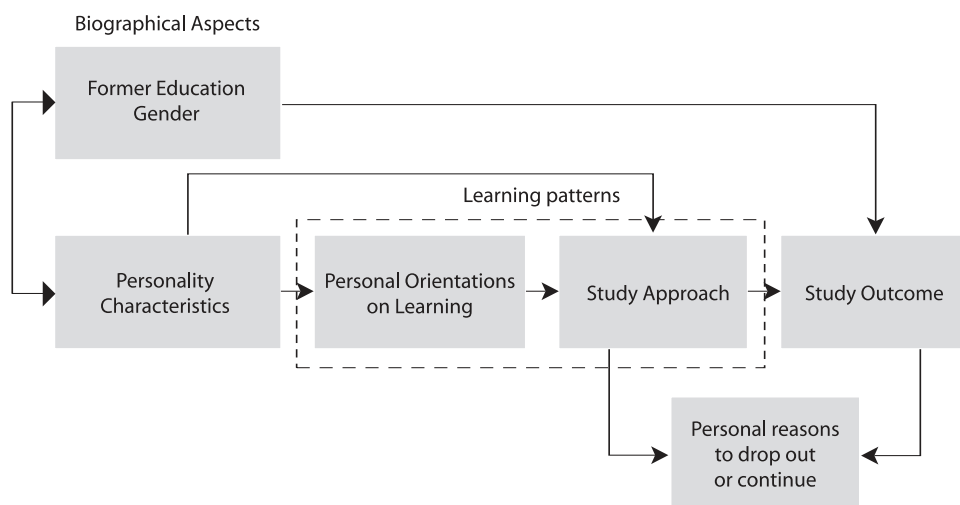 Biographical Aspects
Former Education
Gender
Learning patterns
Personality
Characteristics
Personal Orientations
on Learning
Study Approach
Study Outcome
Personal reasons
to drop out
or continue